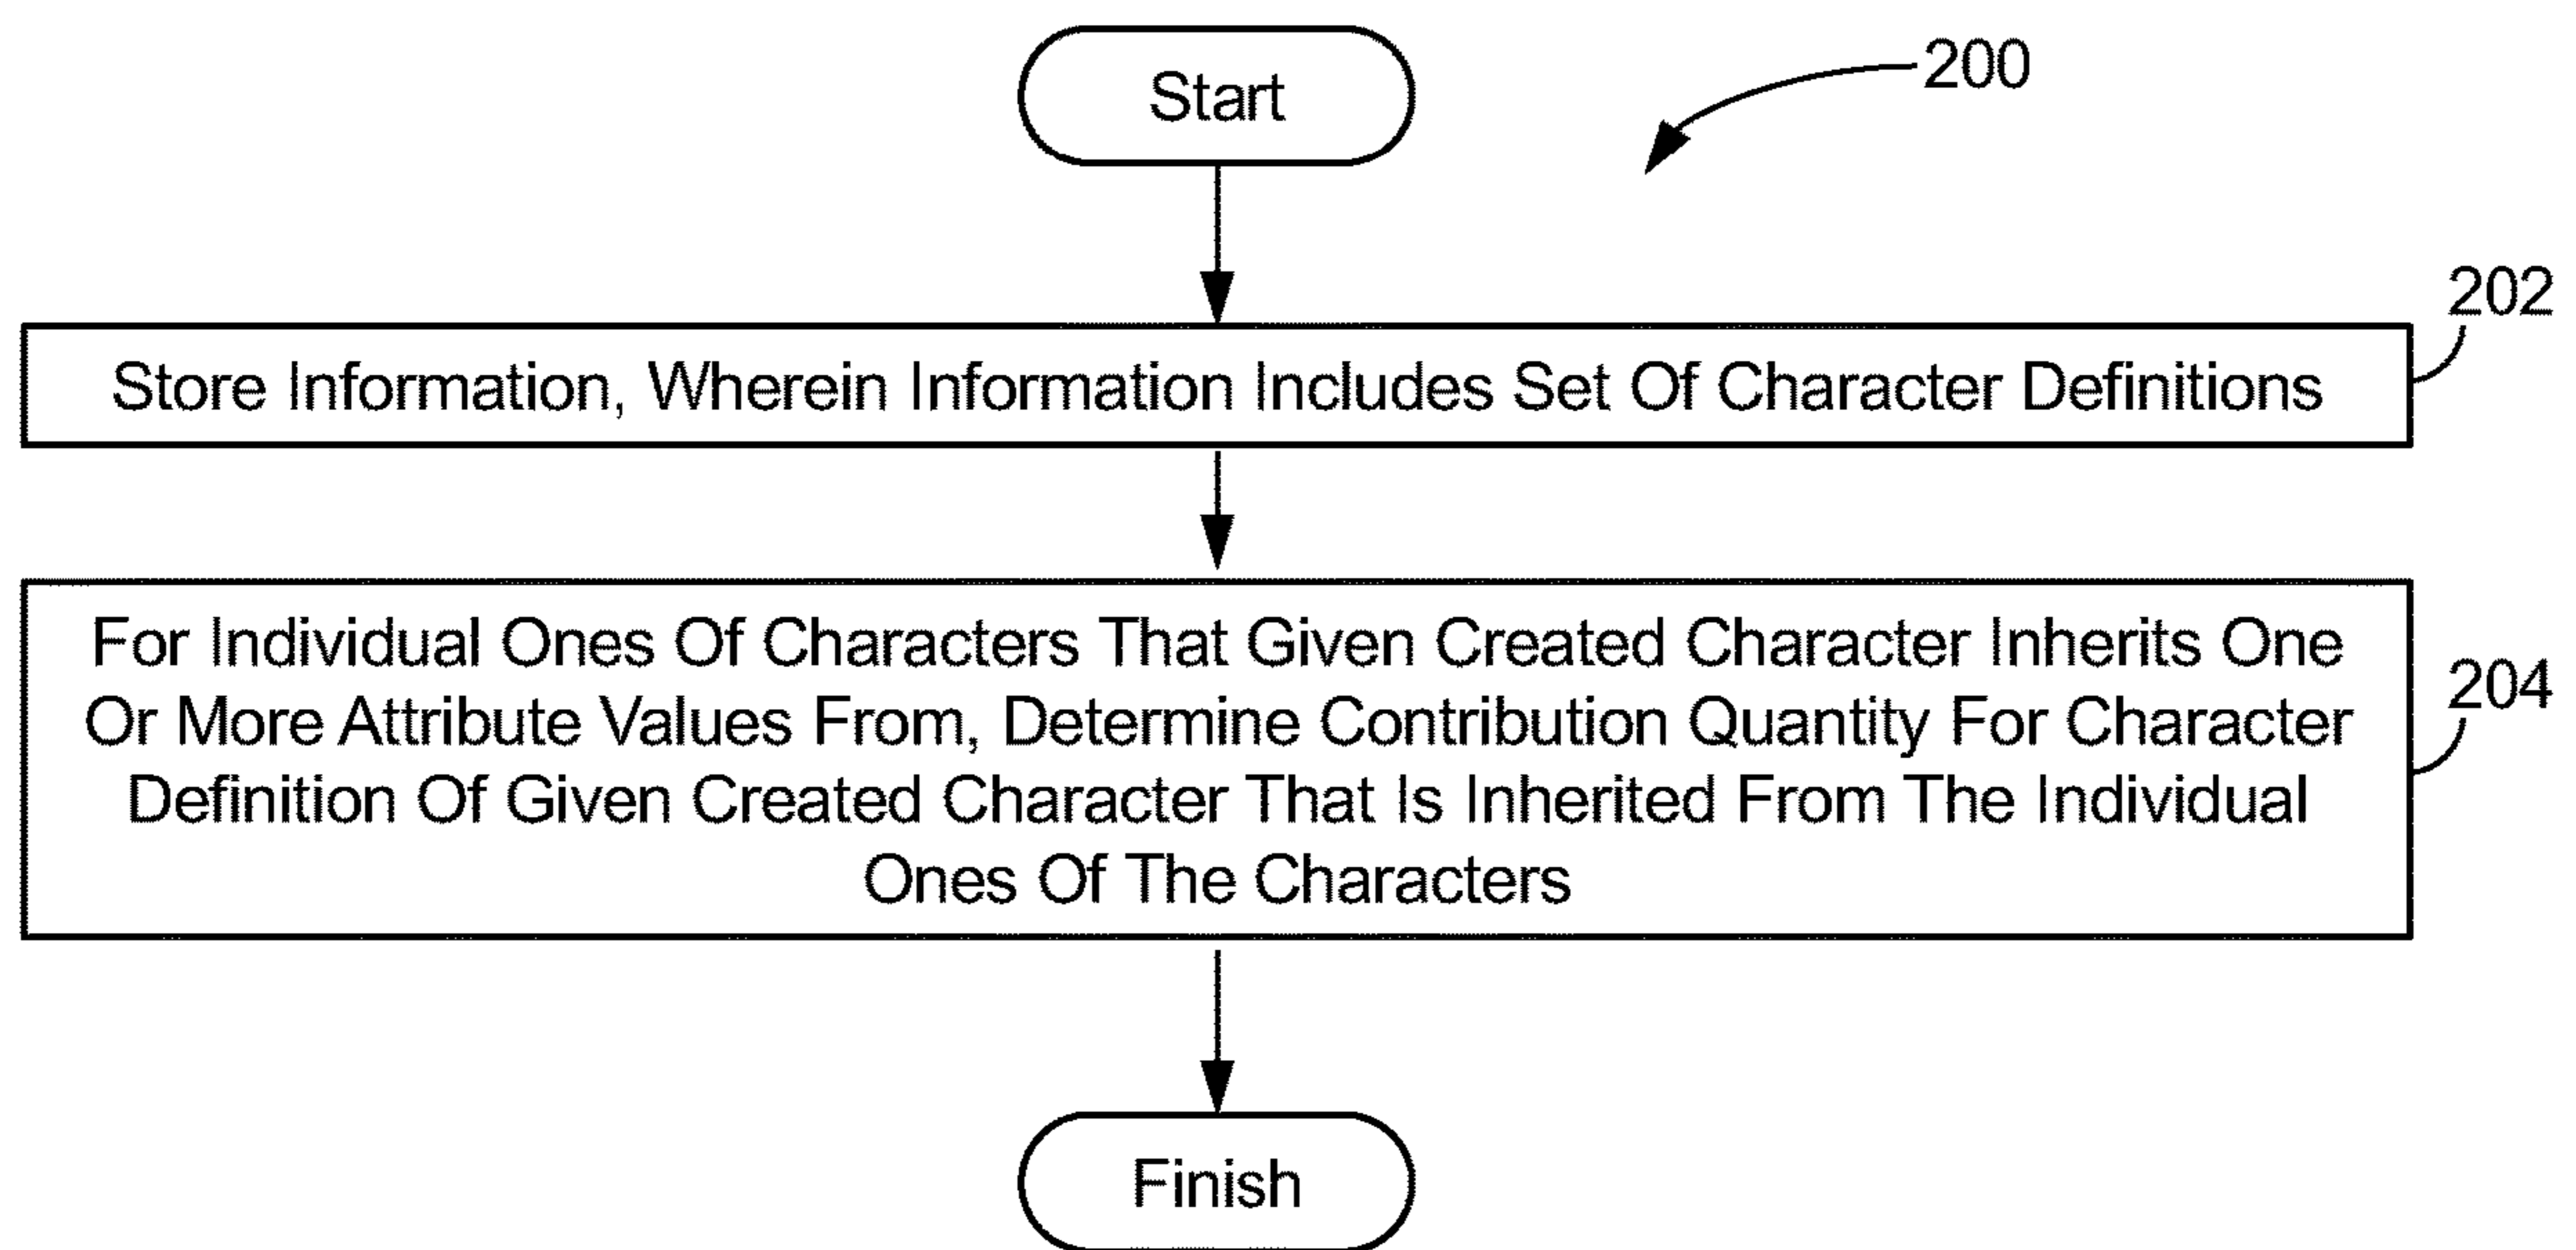 Start
200
202
Store Information, Wherein Information Includes Set Of Character Definitions
For Individual Ones Of Characters That Given Created Character Inherits One
Or More Attribute Values From, Determine Contribution Quantity For Character
Definition Of Given Created Character That Is Inherited From The Individual
Ones Of The Characters
204
Finish